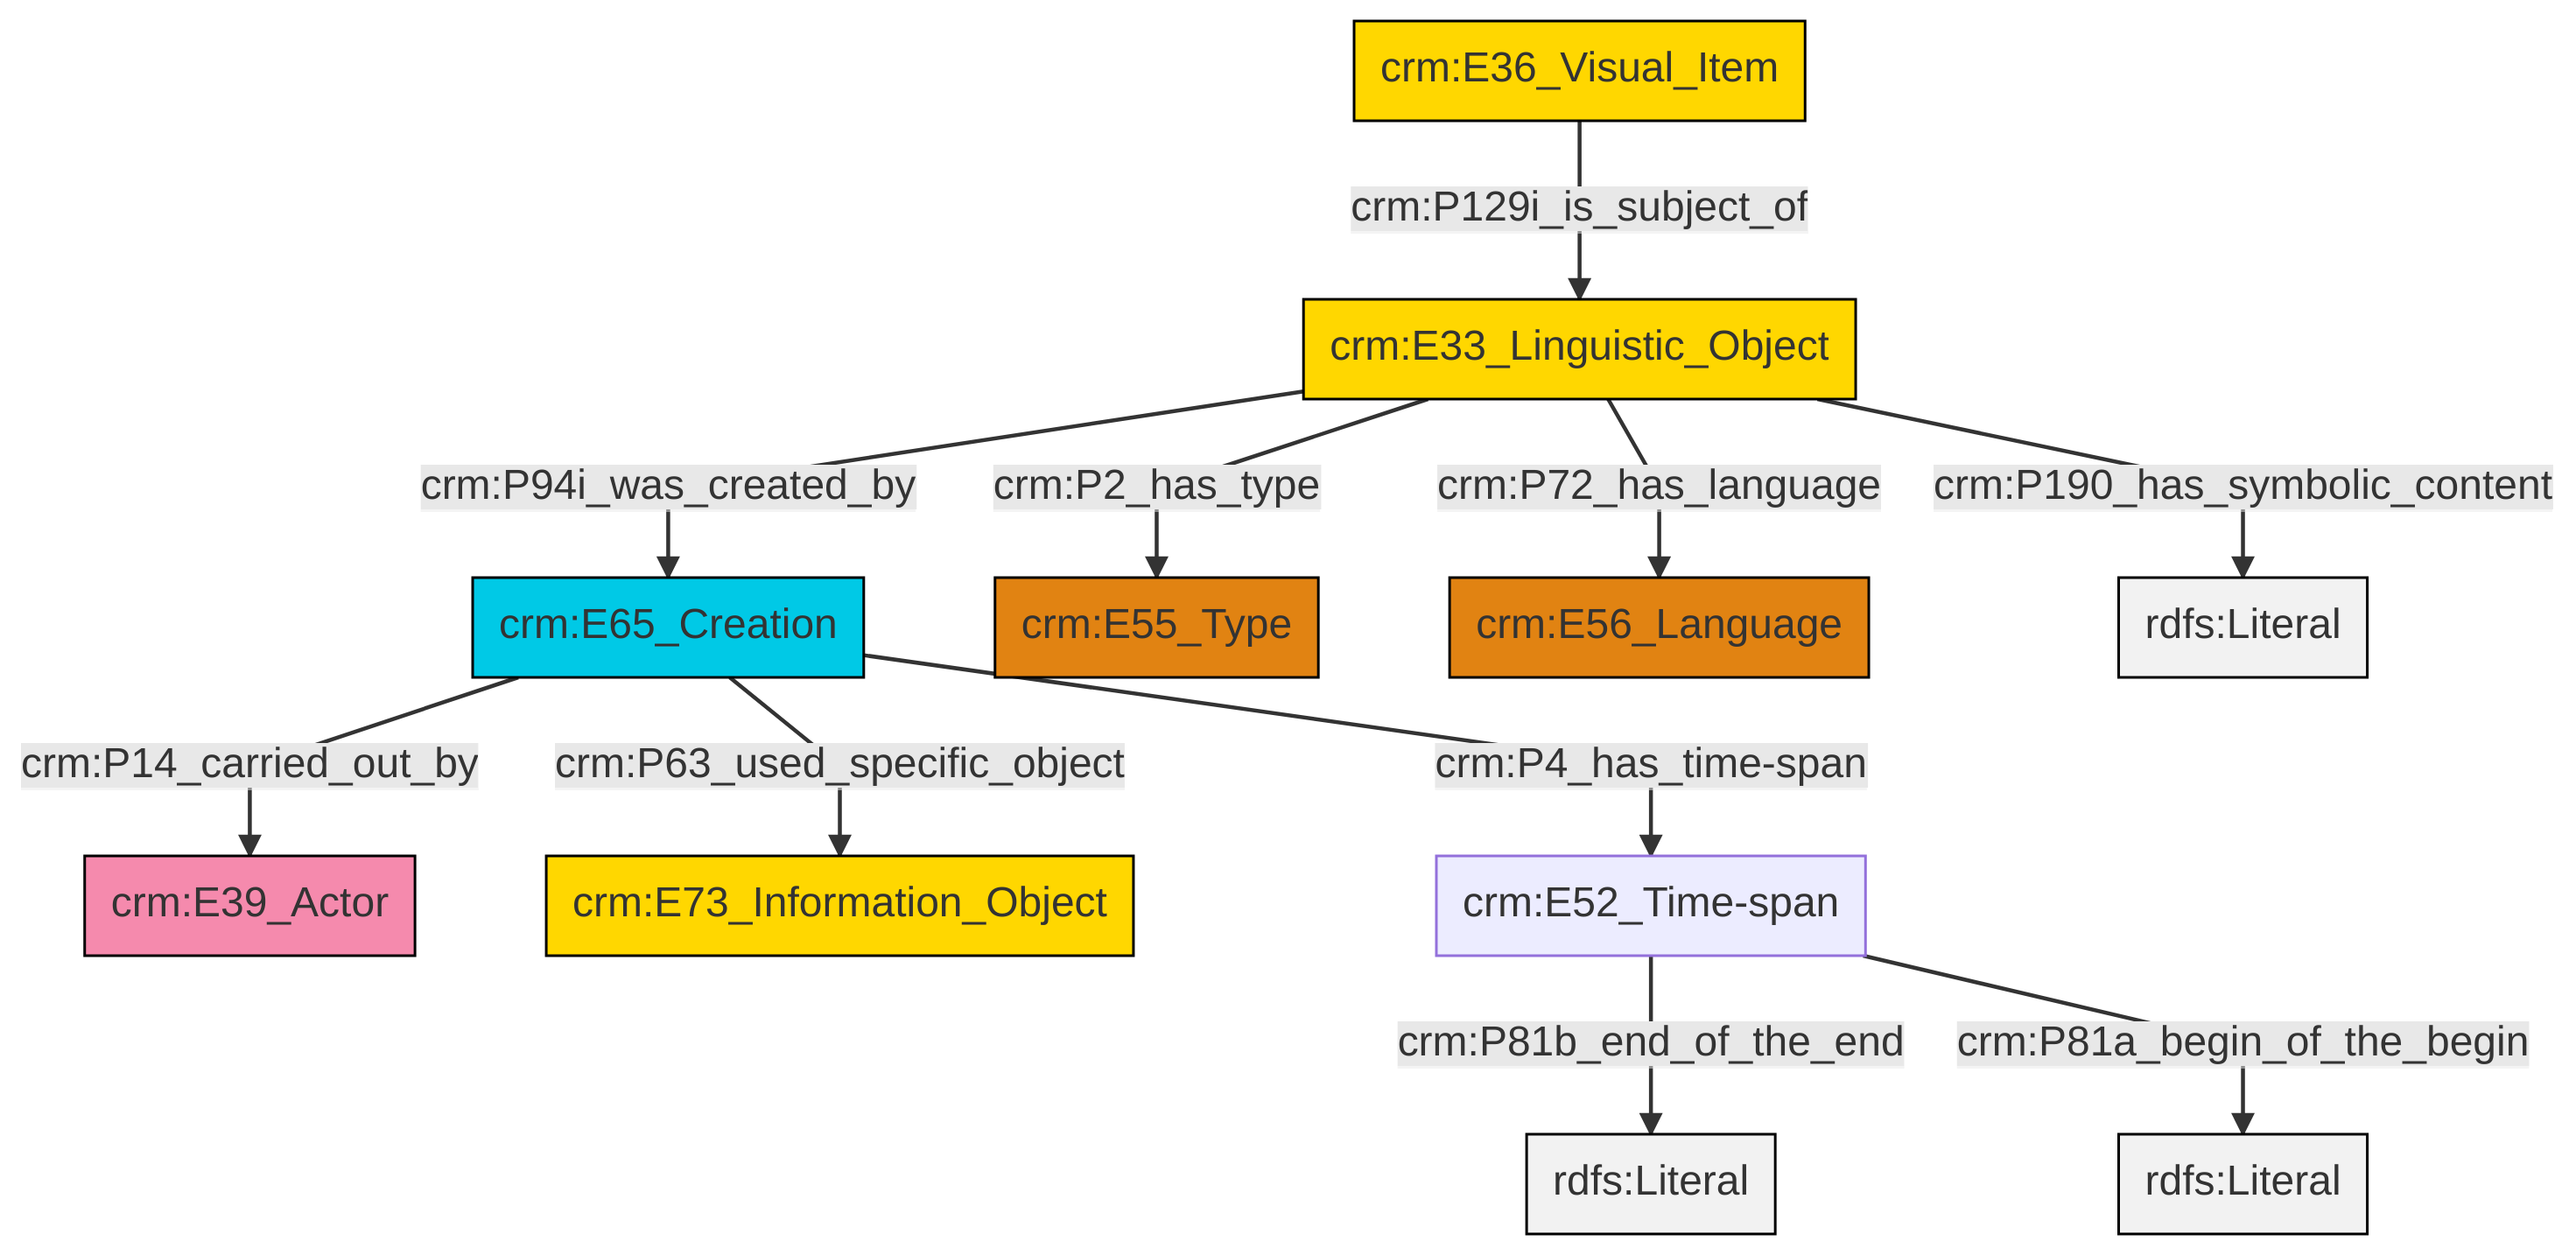 crm:E36_Visual_Item
crm:P129i_is_subject_of
crm:E33_Linguistic_Object
crm:P94i_was_created_by
crm:P2_has_type
crm:P72_has_language
crm:P190_has_symbolic_content
crm:E65_Creation
crm:E55_Type
crm:E56_Language
rdfs:Literal
crm:P14_carried_out_by
crm:P63_used_specific_object
crm:P4_has_time-span
crm:E39_Actor
crm:E73_Information_Object
crm:E52_Time-span
crm:P81b_end_of_the_end
crm:P81a_begin_of_the_begin
rdfs:Literal
rdfs:Literal